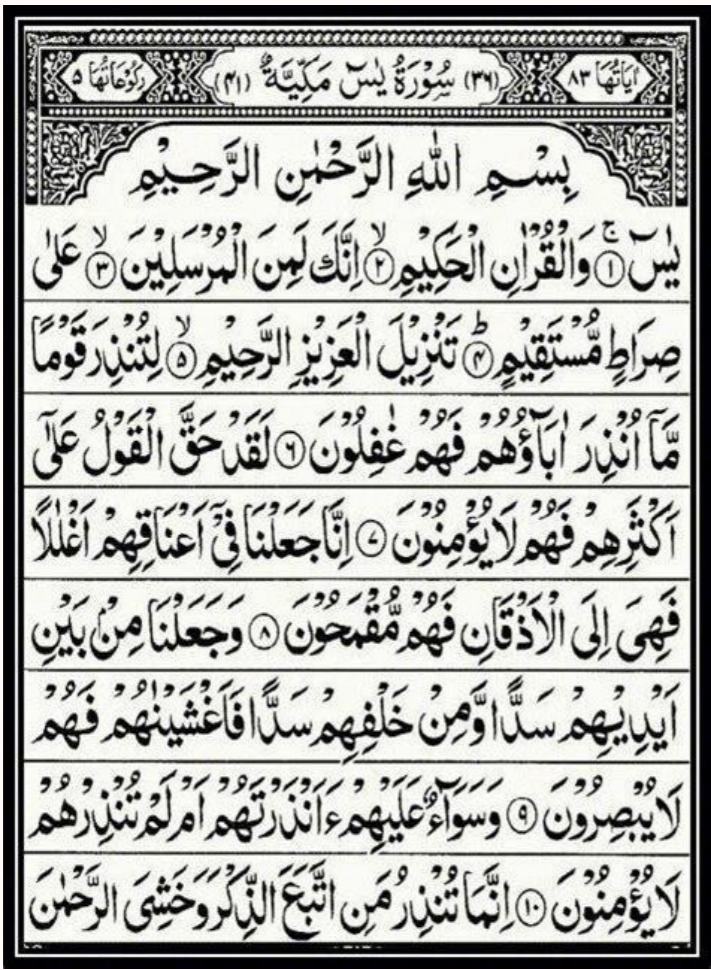 اٰيَاتُهَا ٨٣ (٣٦) سُوْرَةُ يٰسٓ مَكِّيَّةٌ (٤١) رُكُوْعَاتُهَا ٥
بِسْمِ اللّٰهِ الرَّحْمٰنِ الرَّحِيْمِ
يٰسٓ ۚ﴿١﴾ وَالْقُرْاٰنِ الْحَكِيْمِ ۙ﴿٢﴾ اِنَّكَ لَمِنَ الْمُرْسَلِيْنَ ۙ﴿٣﴾ عَلٰى
صِرَاطٍ مُّسْتَقِيْمٍ ؕ﴿٤﴾ تَنْزِيْلَ الْعَزِيْزِ الرَّحِيْمِ ۙ﴿٥﴾ لِتُنْذِرَ قَوْمًا
مَّاۤ اُنْذِرَ اٰبَآؤُهُمْ فَهُمْ غٰفِلُوْنَ ﴿٦﴾ لَقَدْ حَقَّ الْقَوْلُ عَلٰۤى
اَكْثَرِهِمْ فَهُمْ لَا يُؤْمِنُوْنَ ﴿٧﴾ اِنَّا جَعَلْنَا فِيْۤ اَعْنَاقِهِمْ اَغْلٰلًا
فَهِيَ اِلَى الْاَذْقَانِ فَهُمْ مُّقْمَحُوْنَ ﴿٨﴾ وَجَعَلْنَا مِنْۢ بَيْنِ
اَيْدِيْهِمْ سَدًّا وَّمِنْ خَلْفِهِمْ سَدًّا فَاَغْشَيْنٰهُمْ فَهُمْ
لَا يُبْصِرُوْنَ ﴿٩﴾ وَسَوَآءٌ عَلَيْهِمْ ءَاَنْذَرْتَهُمْ اَمْ لَمْ تُنْذِرْهُمْ
لَا يُؤْمِنُوْنَ ﴿١٠﴾ اِنَّمَا تُنْذِرُ مَنِ اتَّبَعَ الذِّكْرَ وَخَشِيَ الرَّحْمٰنَ